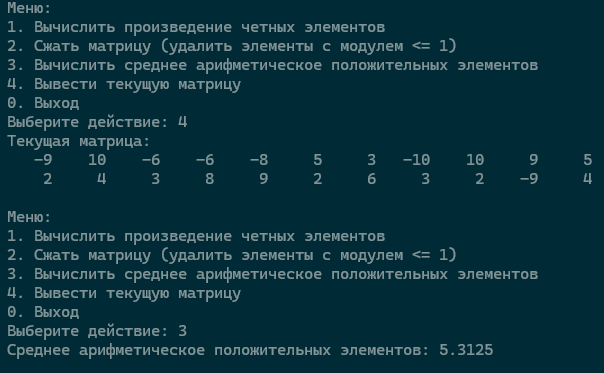 Меню:
1. Вычислить произведение четных элементов
2. Сжать матрицу (удалить элементы с модулем <= 1)
3. Вычислить среднее арифметическое положительных элементов
4. Вывести текущую матрицу
0. Выход
Выберите действие: 4
Текущая матрица:
-9 10 -6 -6 -8 5 3 -10 10 9 5
2 4 3 8 9 2 6 3 2 -9 4
Меню:
1. Вычислить произведение четных элементов
2. Сжать матрицу (удалить элементы с модулем <= 1)
3. Вычислить среднее арифметическое положительных элементов
4. Вывести текущую матрицу
0. Выход
Выберите действие: 3
Среднее арифметическое положительных элементов: 5.3125